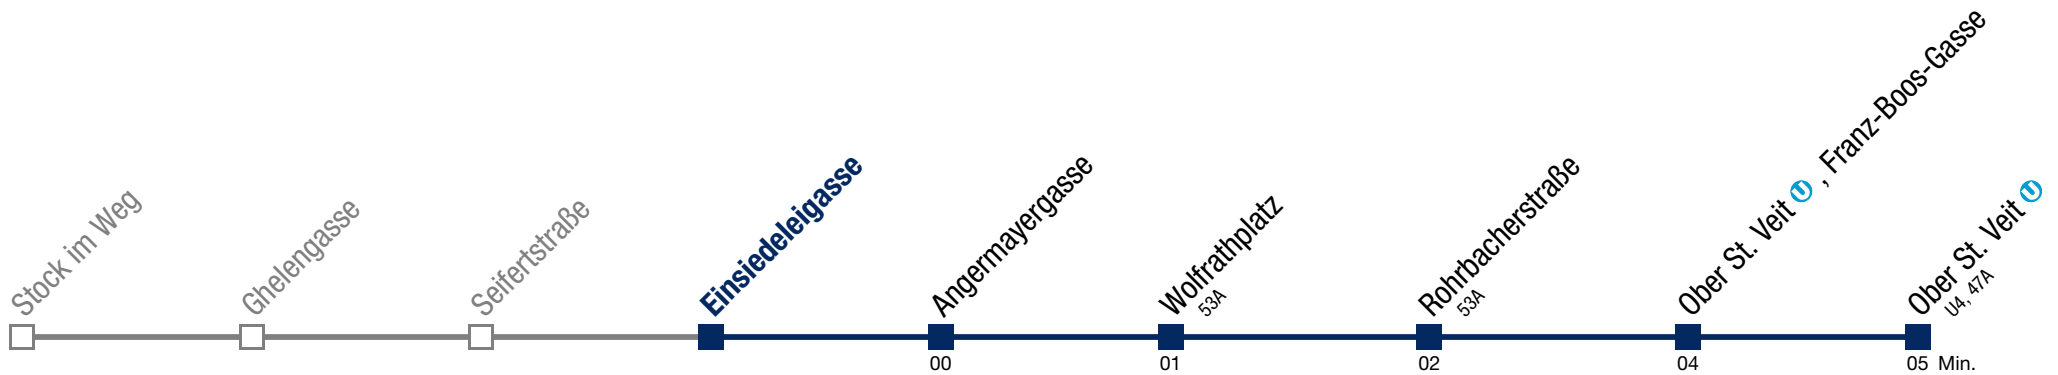 Stock im Weg
Ghelengasse
Seifertstraße
Einsiedeleigasse
Angermayergasse
Wolfrathplatz
53A
Rohrbacherstraße
53A
Ober St. Veit U , Franz-Boos-Gasse
Ober St. Veit U
U4, 47A
00
01
02
04
05 Min.